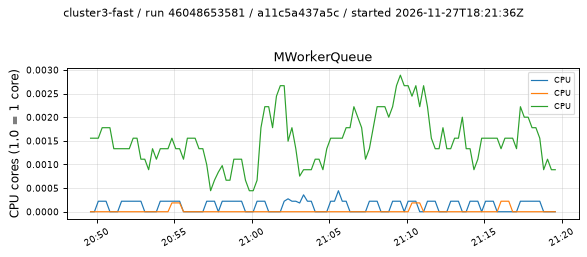 cluster3-fast / run 46048653581 / a11c5a437a5c / started 2026-11-27T18:21:36Z
MWorkerQueue
CPU cores (1.0 = 1 core)
0.0030
0.0025
0.0020
0.0015
0.0010
0.0005
0.0000
CPU
CPU
CPU
20:50
20:55
21:00
21:05
21:10
21:15
21:20